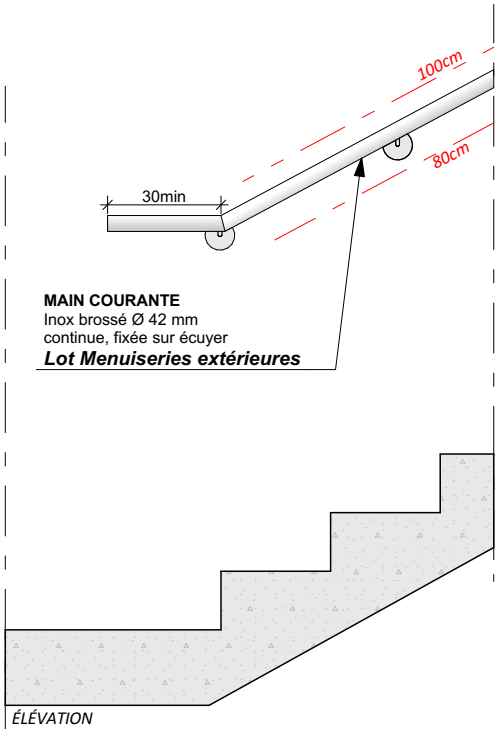 100cm
80cm
30min
MAIN COURANTE
Inox brossé Ø 42 mm
continue, fixée sur écuyer
Lot Menuiseries extérieures
ÉLÉVATION